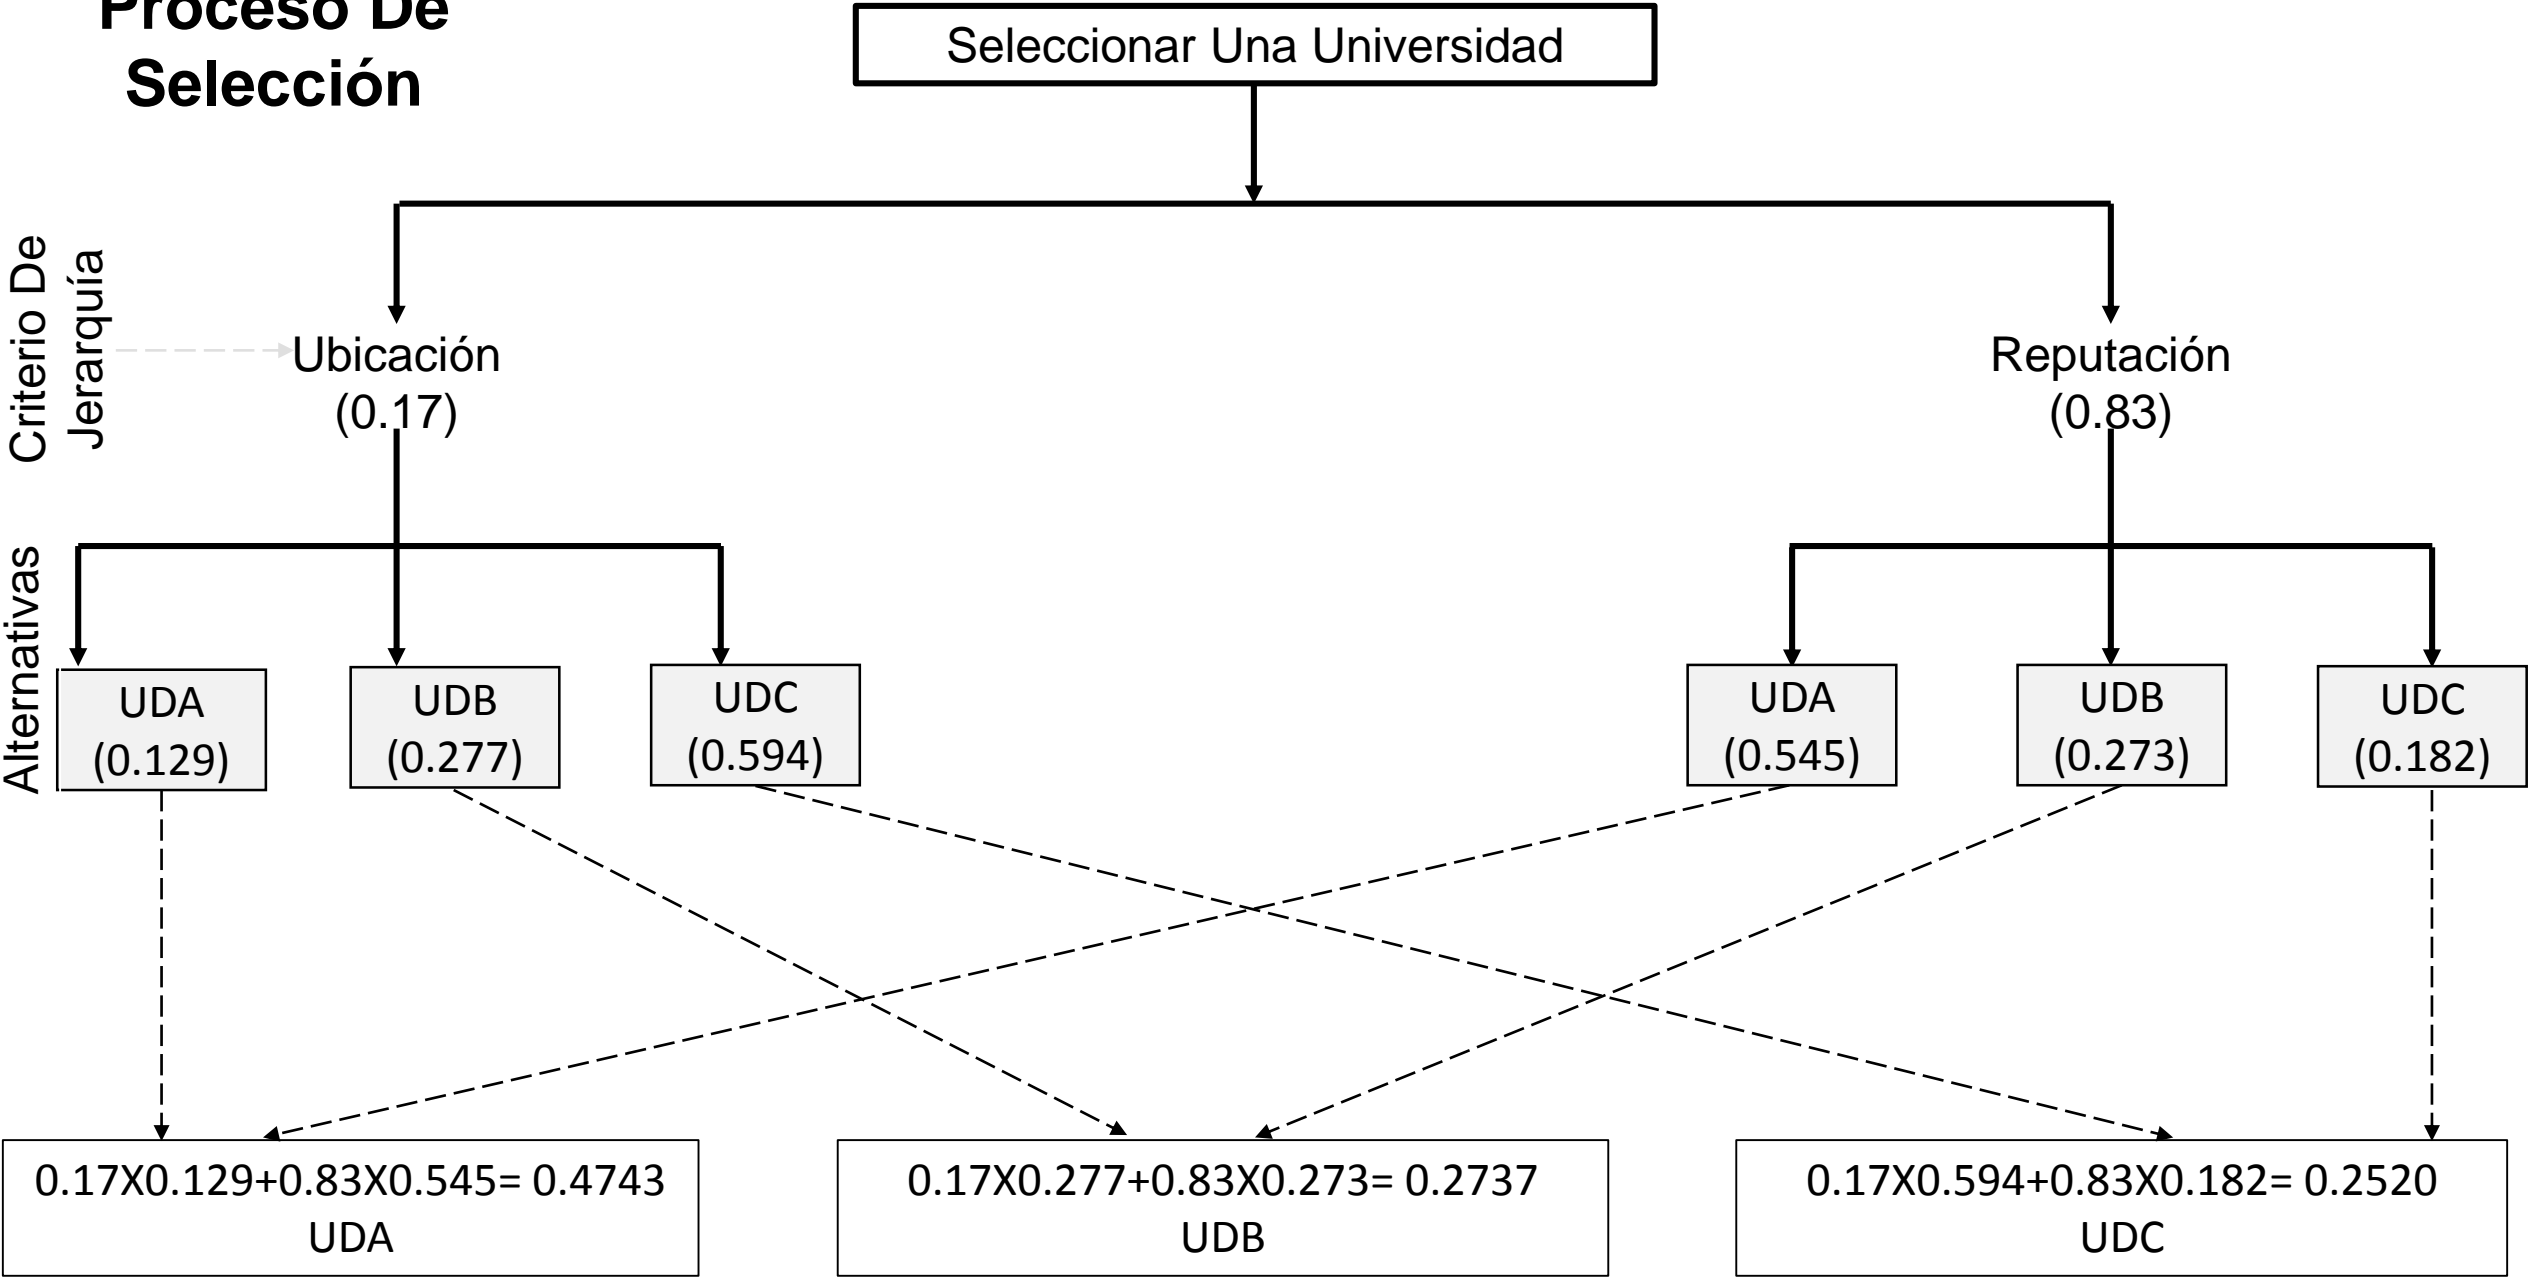 Proceso De
Selección
Seleccionar Una Universidad
Criterio De
Jerarquía
Ubicación
(0.17)
Reputación
(0.83)
Alternativas
UDA
(0.129)
UDB
(0.277)
UDC
(0.594)
UDA
(0.545)
UDB
(0.273)
UDC
(0.182)
0.17X0.129+0.83X0.545= 0.4743
UDA
0.17X0.277+0.83X0.273= 0.2737
UDB
0.17X0.594+0.83X0.182= 0.2520
UDC